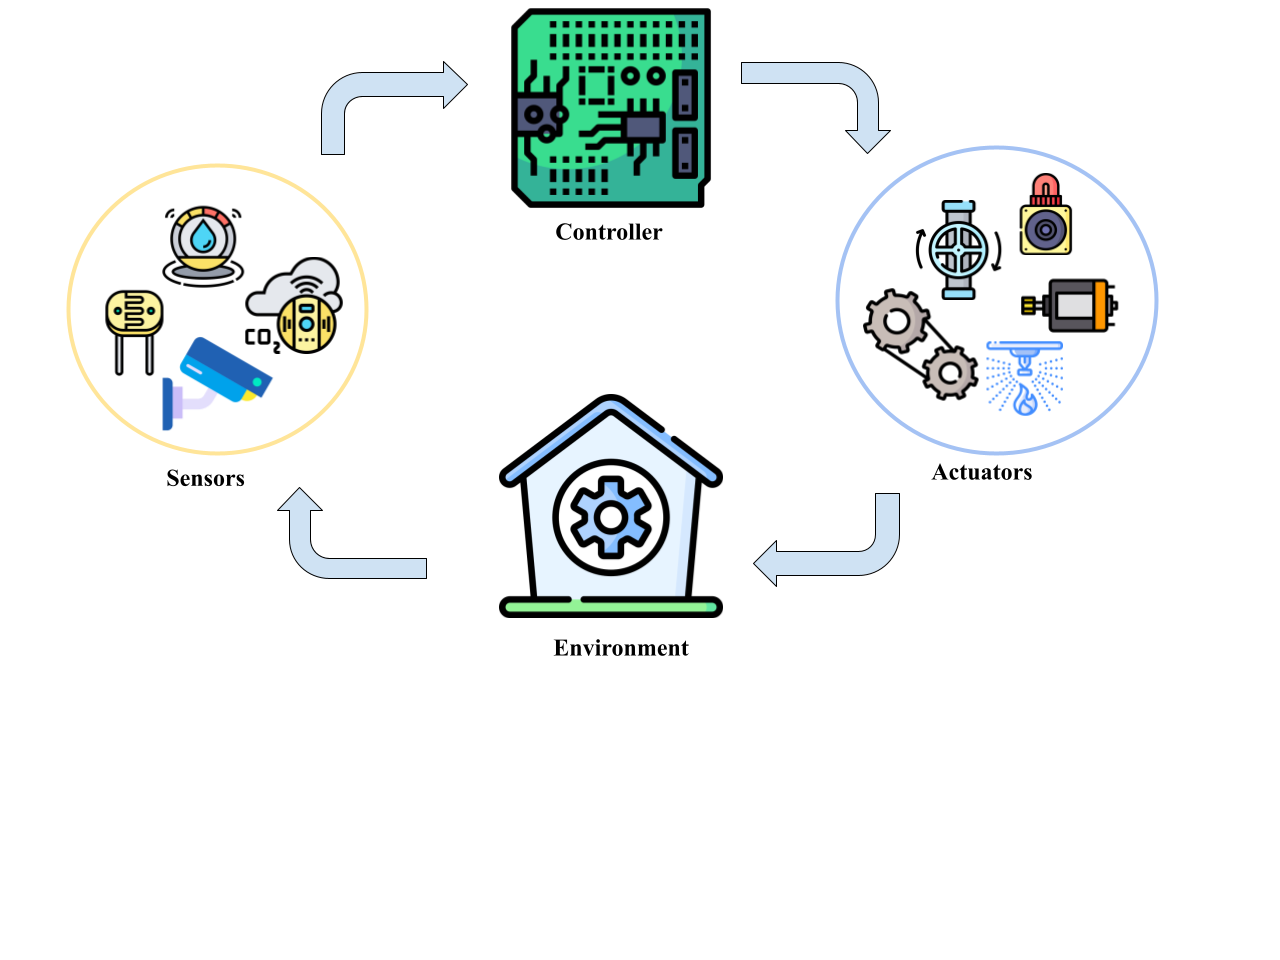 Controller
CO2
Sensors
Actuators
Environment